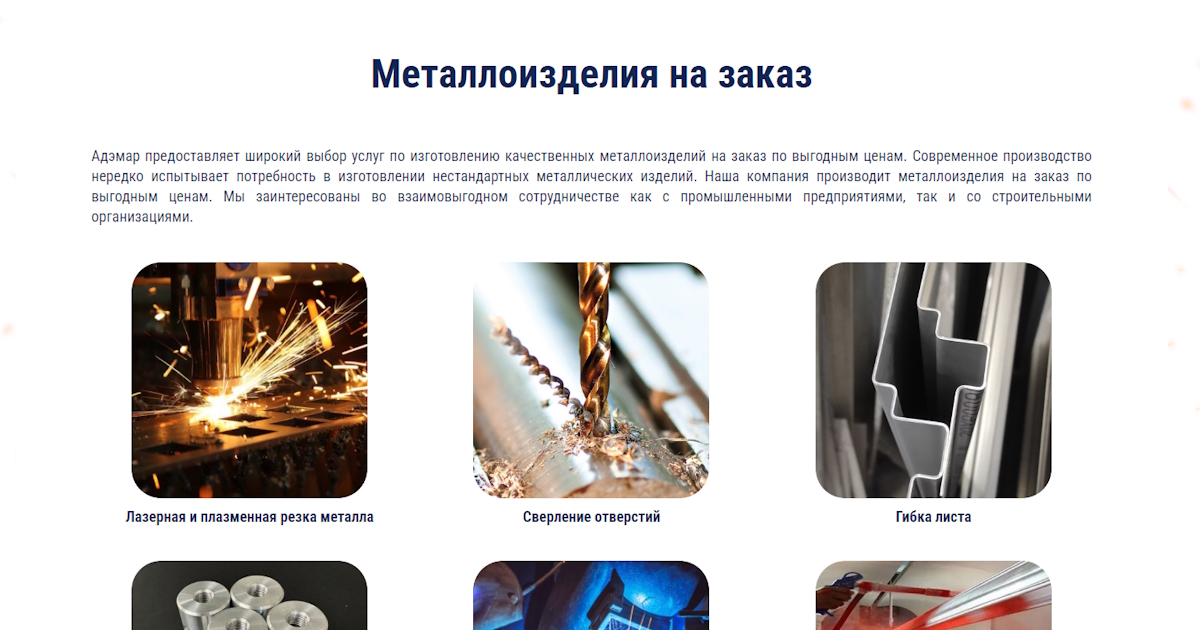 Металлоизделия на заказ
Адэмар предоставляет широкий выбор услуг по изготовлению качественных металлоизделий на заказ по выгодным ценам. Современное производство
нередко испытывает потребность в изготовлении нестандартных металлических изделий. Наша компания производит металлоизделия на заказ по
выгодным ценам. Мы заинтересованы во взаимовыгодном сотрудничестве как с промышленными предприятиями, так и со строительными
организациями.
Лазерная и плазменная резка металла
Сверление отверстий
Гибка листа